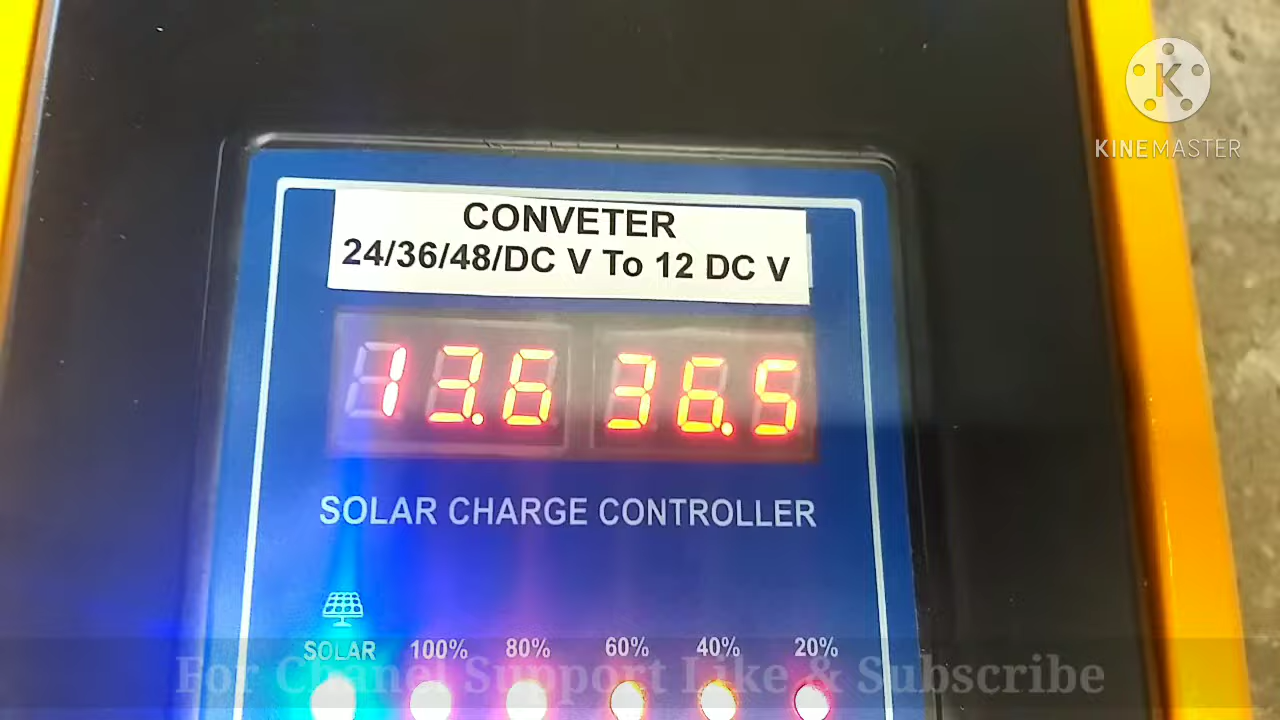 K
KINEMASTER
CONVETER
24/36/48/DC V To 12 DC V
13.6 36.5
SOLAR CHARGE CONTROLLER
SOLAR 100% 80% 60% 40% 20%
For Chanel Support Like & Subscribe